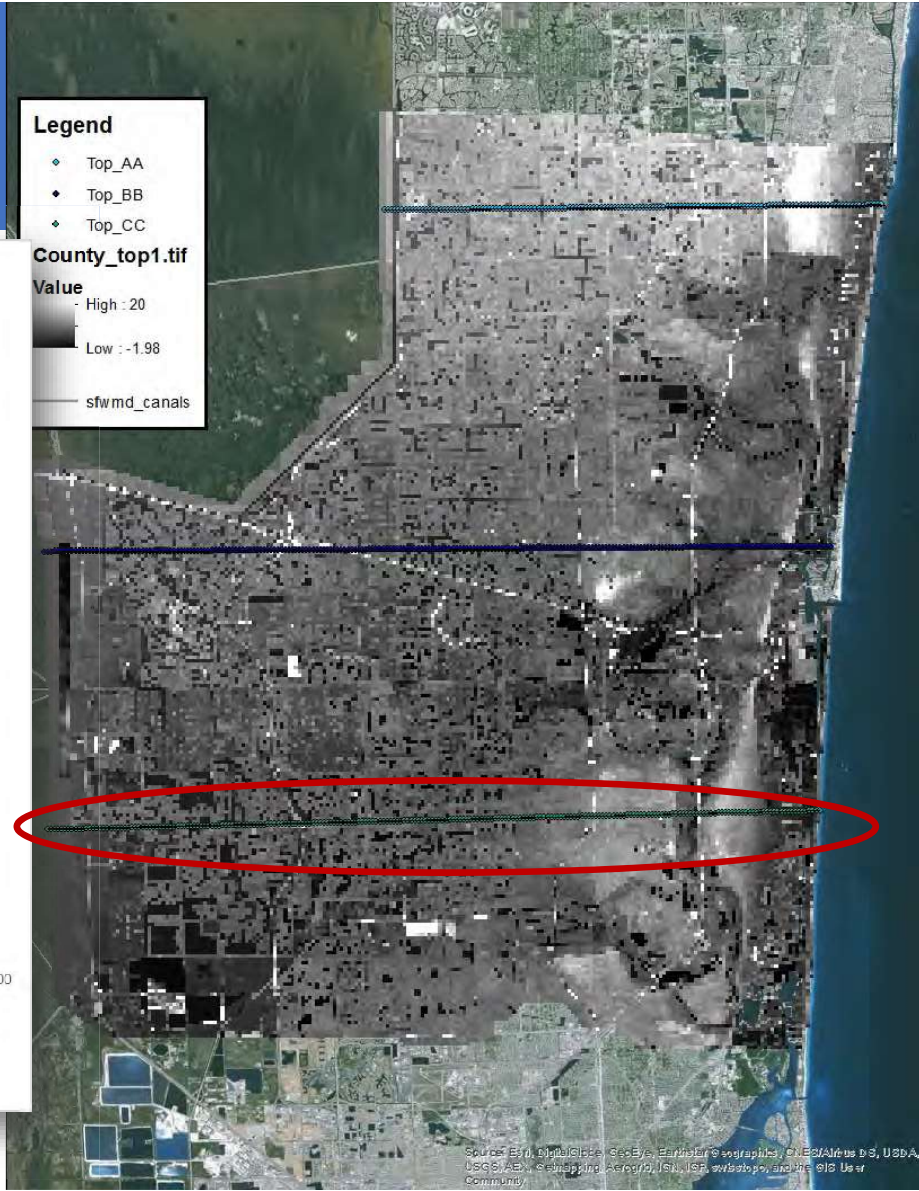 Legend
Top_AA
Top_BB
Top_CC
County_top1.tif
Value
High : 20
Low : -1.98
sfwmd_canals
00
Source: Esri, DigitalGlobe, GeoEye, Earthstar Geographics, CNES/Airbus DS, USDA,
USGS, AEX, Getmapping, Aerogrid, IGN, IGP, swisstopo, and the GIS User
Community